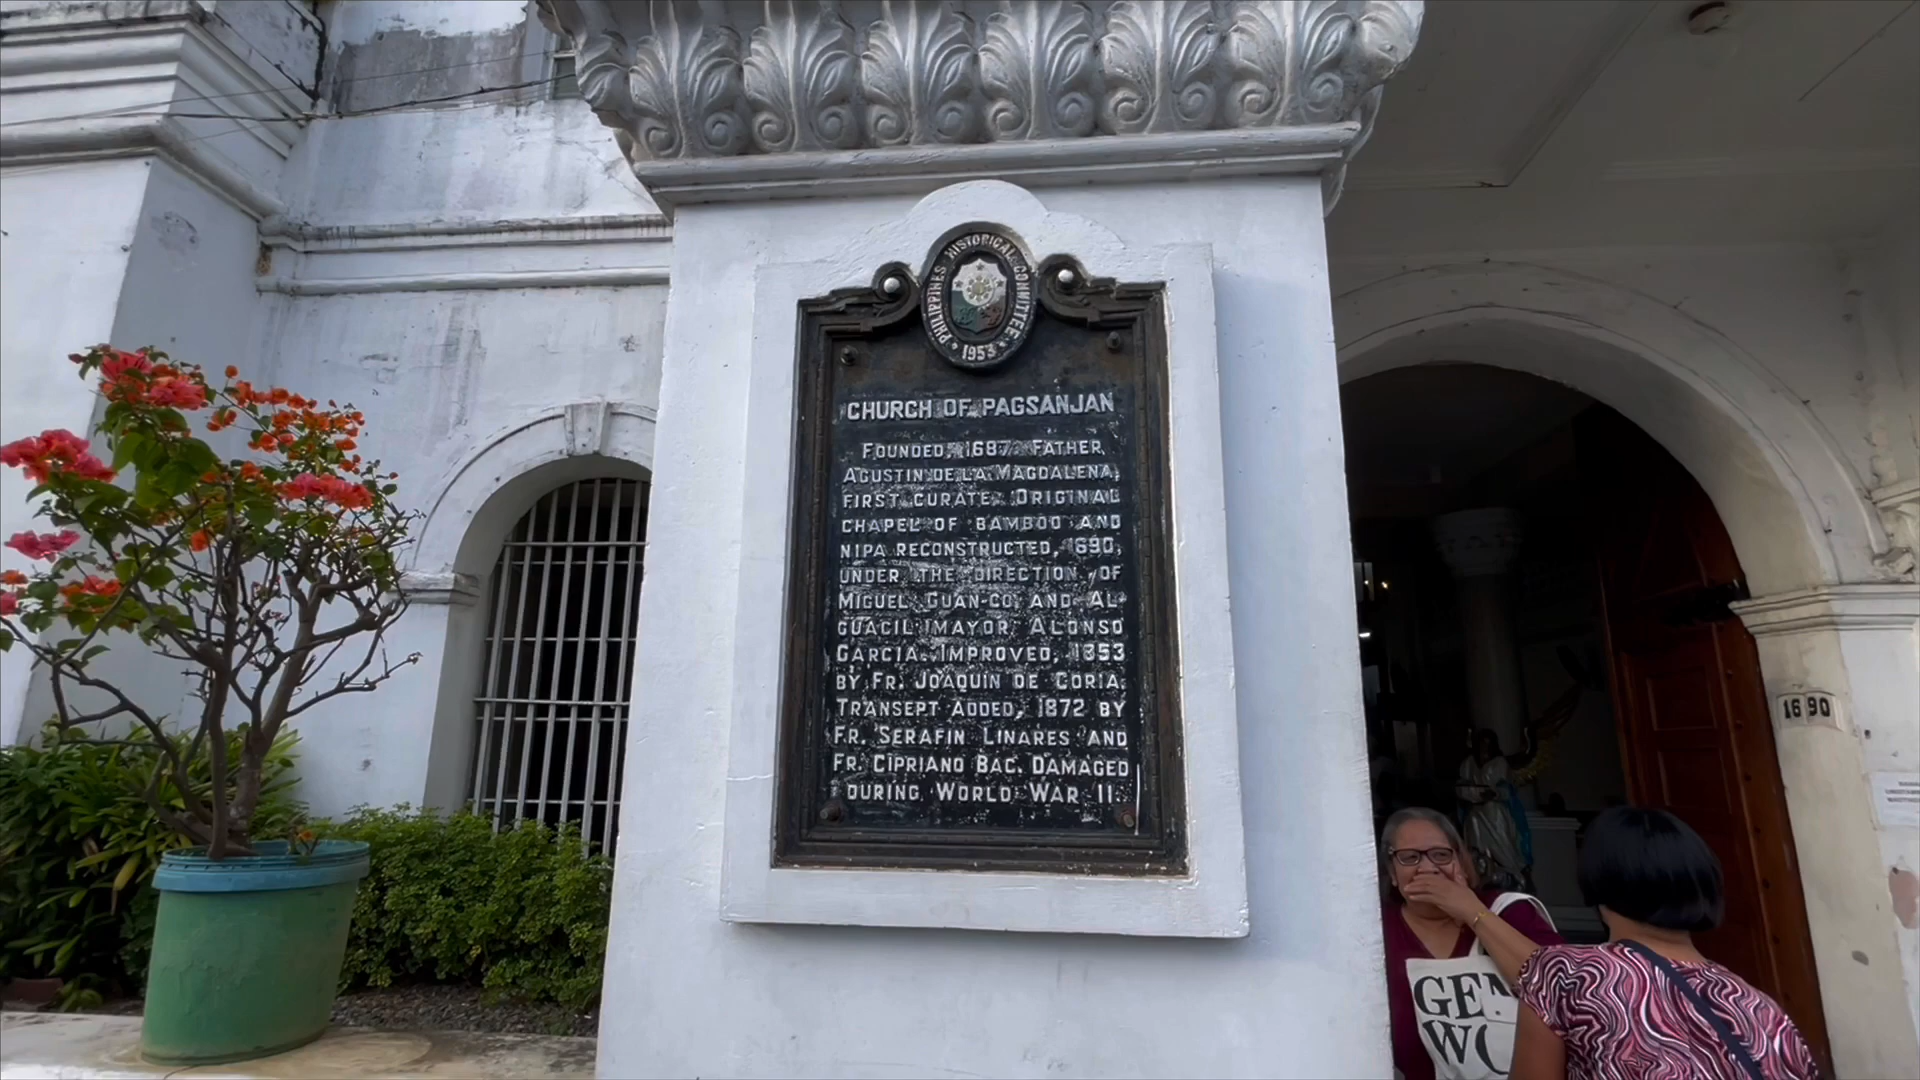 PHILIPPINES HISTORICAL COMMITTEE
1953
CHURCH OF PAGSANJAN
FOUNDED, 1687. FATHER
AGUSTIN DE LA MAGDALENA,
FIRST CURATE. ORIGINAL
CHAPEL OF BAMBOO AND
NIPA RECONSTRUCTED, 1690,
UNDER THE DIRECTION OF
MIGUEL GUAN-CO AND AL-
GUACIL MAYOR ALONSO
GARCIA. IMPROVED, 1853
BY FR. JOAQUIN DE CORIA.
TRANSEPT ADDED, 1872 BY
FR. SERAFIN LINARES AND
FR. CIPRIANO BAC. DAMAGED
DURING WORLD WAR II.
1690